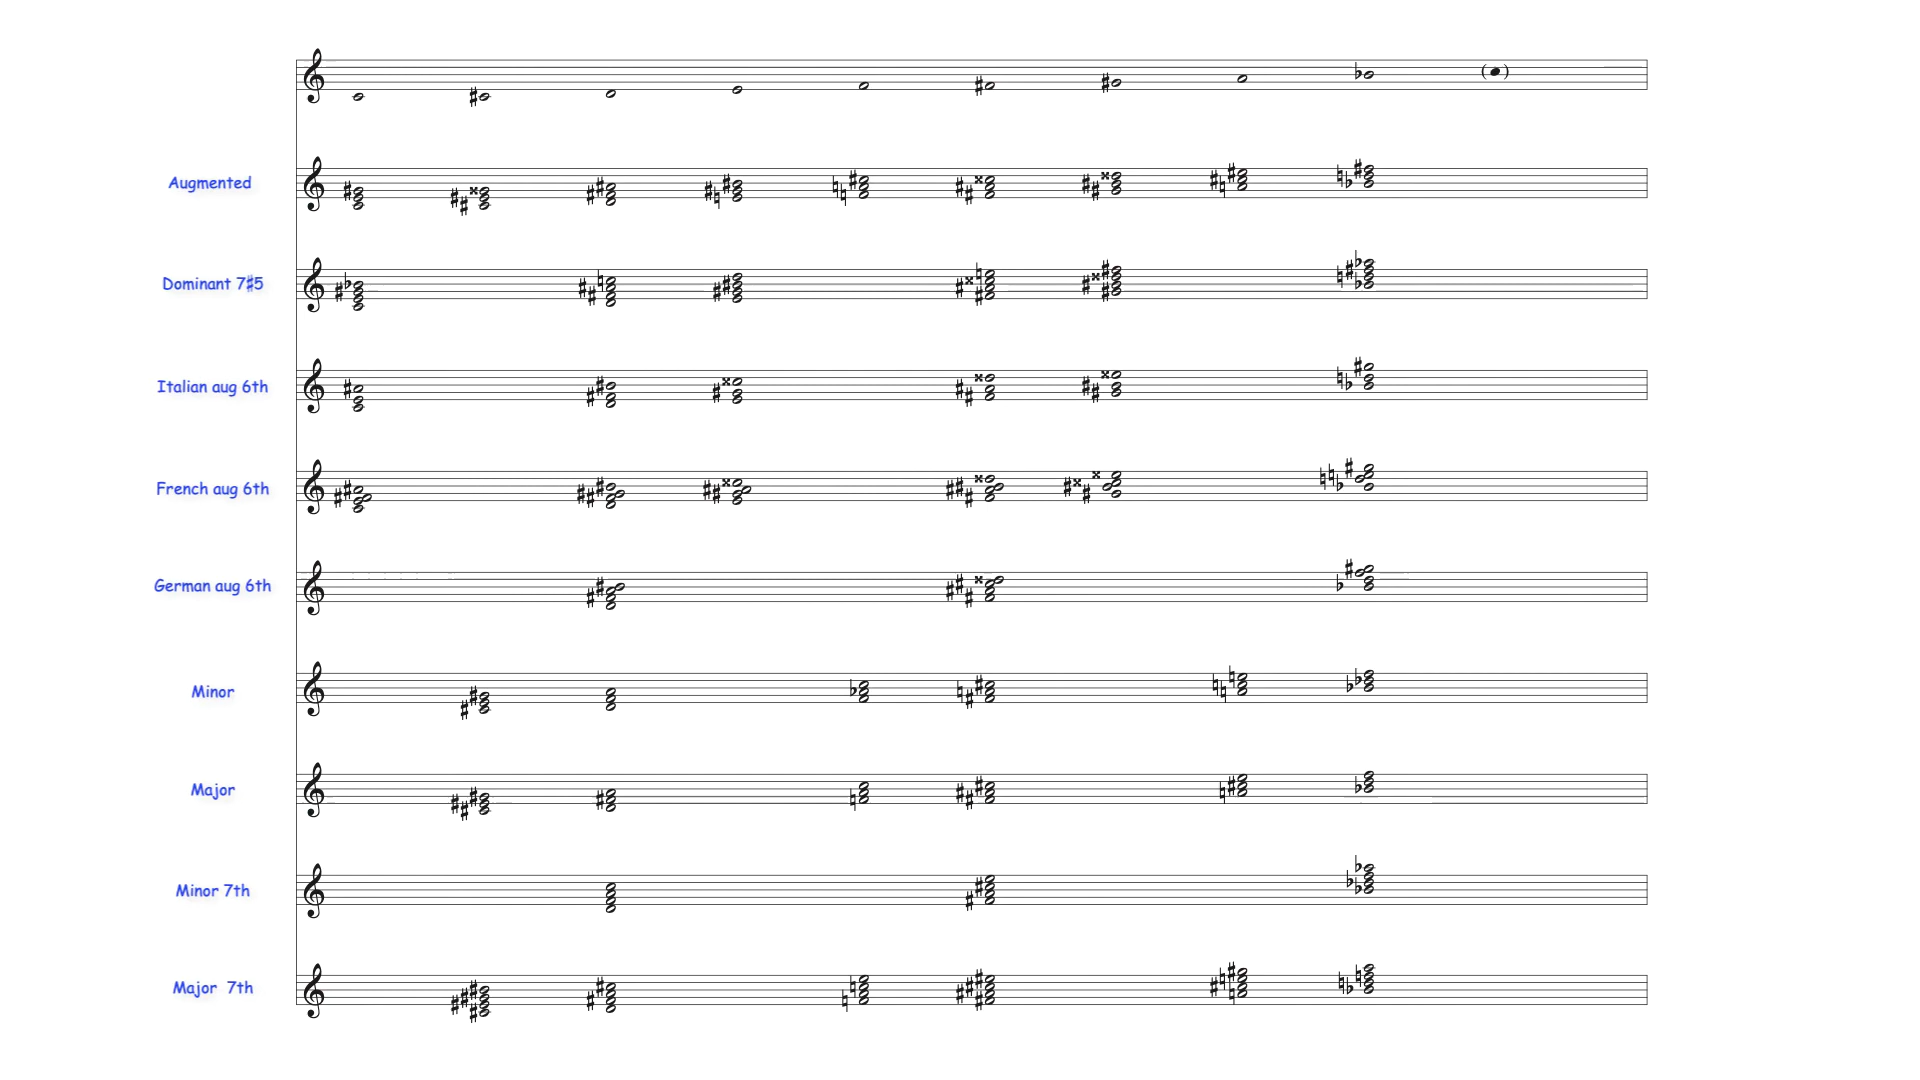 Augmented
Dominant 7#5
Italian aug 6th
French aug 6th
German aug 6th
Minor
Major
Minor 7th
Major 7th